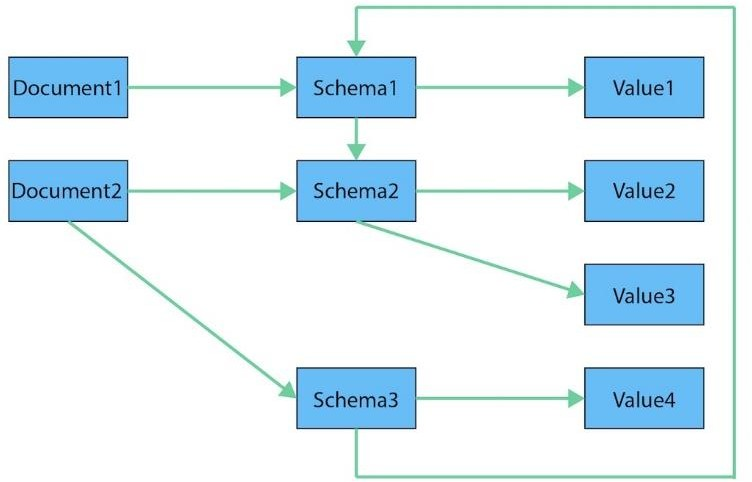 Document1
Schema1
Value1
Document2
Schema2
Value2
Value3
Schema3
Value4